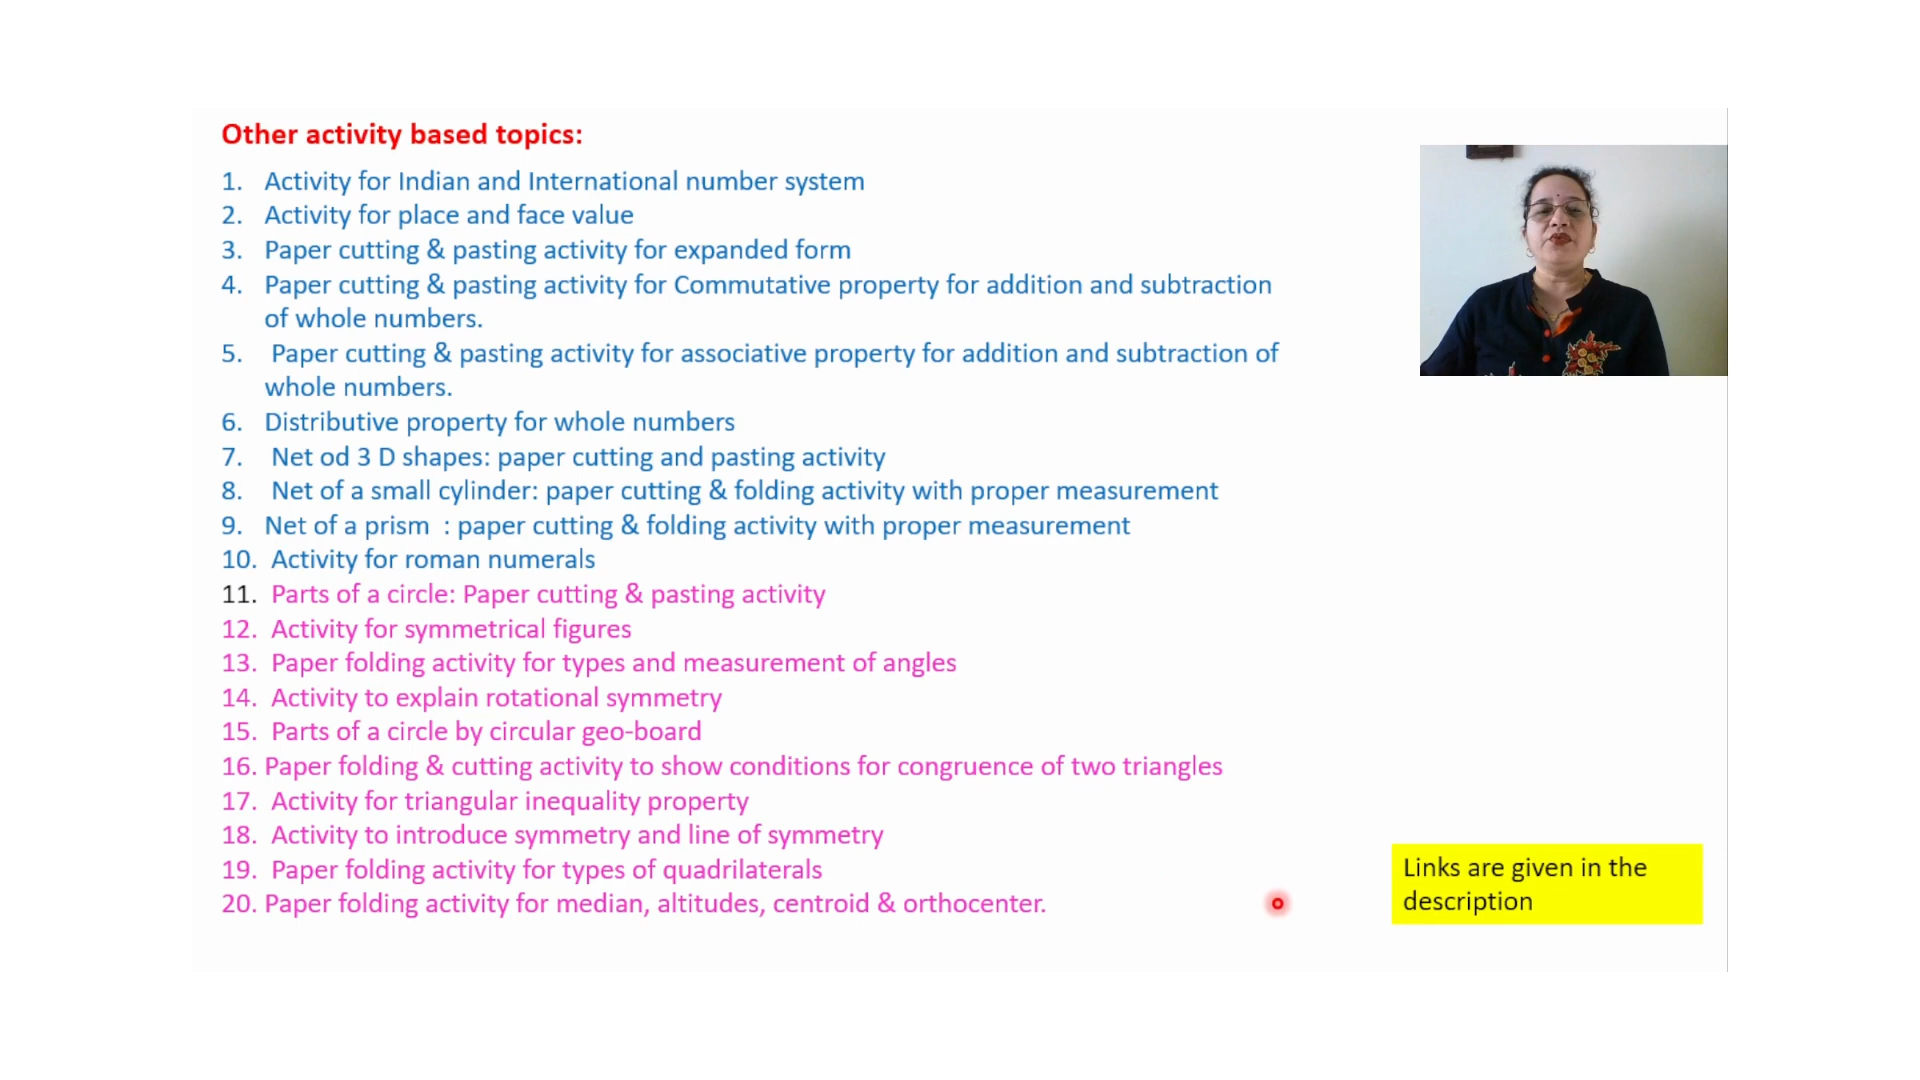 Other activity based topics:
1. Activity for Indian and International number system
2. Activity for place and face value
3. Paper cutting & pasting activity for expanded form
4. Paper cutting & pasting activity for Commutative property for addition and subtraction
of whole numbers.
5. Paper cutting & pasting activity for associative property for addition and subtraction of
whole numbers.
6. Distributive property for whole numbers
7. Net od 3 D shapes: paper cutting and pasting activity
8. Net of a small cylinder: paper cutting & folding activity with proper measurement
9. Net of a prism : paper cutting & folding activity with proper measurement
10. Activity for roman numerals
11. Parts of a circle: Paper cutting & pasting activity
12. Activity for symmetrical figures
13. Paper folding activity for types and measurement of angles
14. Activity to explain rotational symmetry
15. Parts of a circle by circular geo-board
16. Paper folding & cutting activity to show conditions for congruence of two triangles
17. Activity for triangular inequality property
18. Activity to introduce symmetry and line of symmetry
19. Paper folding activity for types of quadrilaterals
20. Paper folding activity for median, altitudes, centroid & orthocenter.
Links are given in the
description